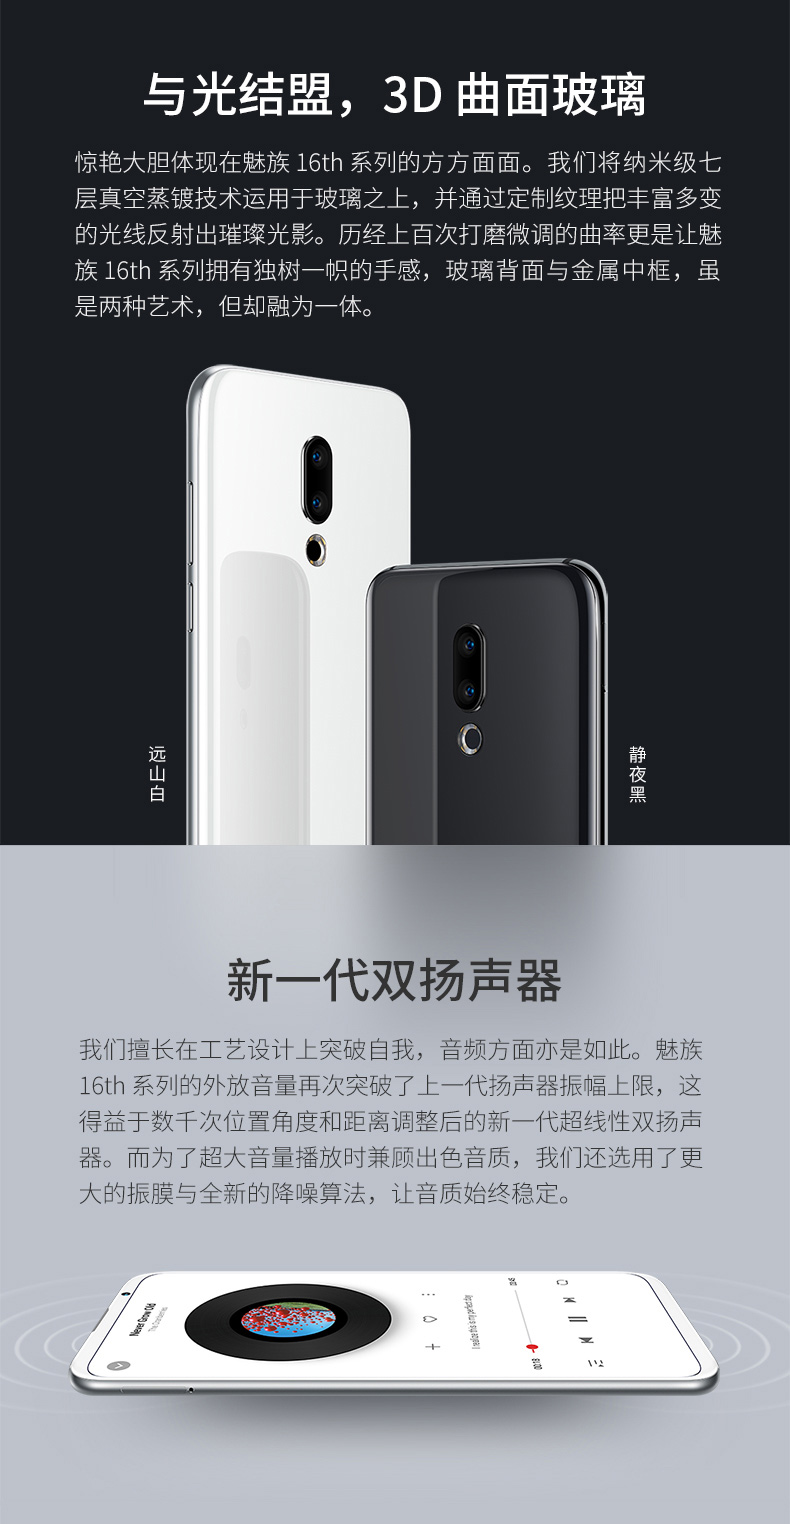 与光结盟，3D 曲面玻璃
惊艳大胆体现在魅族 16th 系列的方方面面。我们将纳米级七
层真空蒸镀技术运用于玻璃之上，并通过定制纹理把丰富多变
的光线反射出璀璨光影。历经上百次打磨微调的曲率更是让魅
族 16th 系列拥有独树一帜的手感，玻璃背面与金属中框，虽
是两种艺术，但却融为一体。
远山白
静夜黑
新一代双扬声器
我们擅长在工艺设计上突破自我，音频方面亦是如此。魅族
16th 系列的外放音量再次突破了上一代扬声器振幅上限，这
得益于数千次位置角度和距离调整后的新一代超线性双扬声
器。而为了超大音量播放时兼顾出色音质，我们还选用了更
大的振膜与全新的降噪算法，让音质始终稳定。
Never Grow Old
The Cranberries
I realize this is my perfect day
00:18